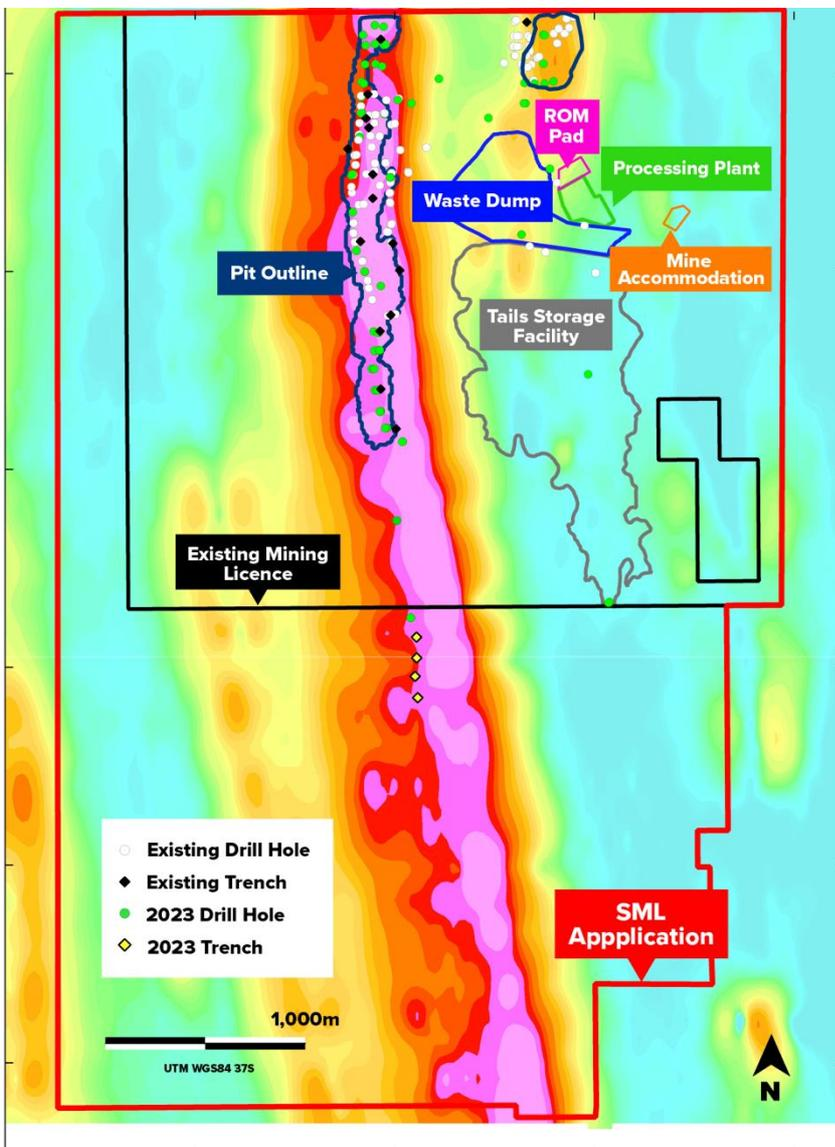 ROM
Pad
Processing Plant
Waste Dump
Mine
Accommodation
Pit Outline
Tails Storage
Facility
Existing Mining
Licence
Existing Drill Hole
Existing Trench
2023 Drill Hole
2023 Trench
SML
Appplication
1,000m
UTM WGS84 37S
N